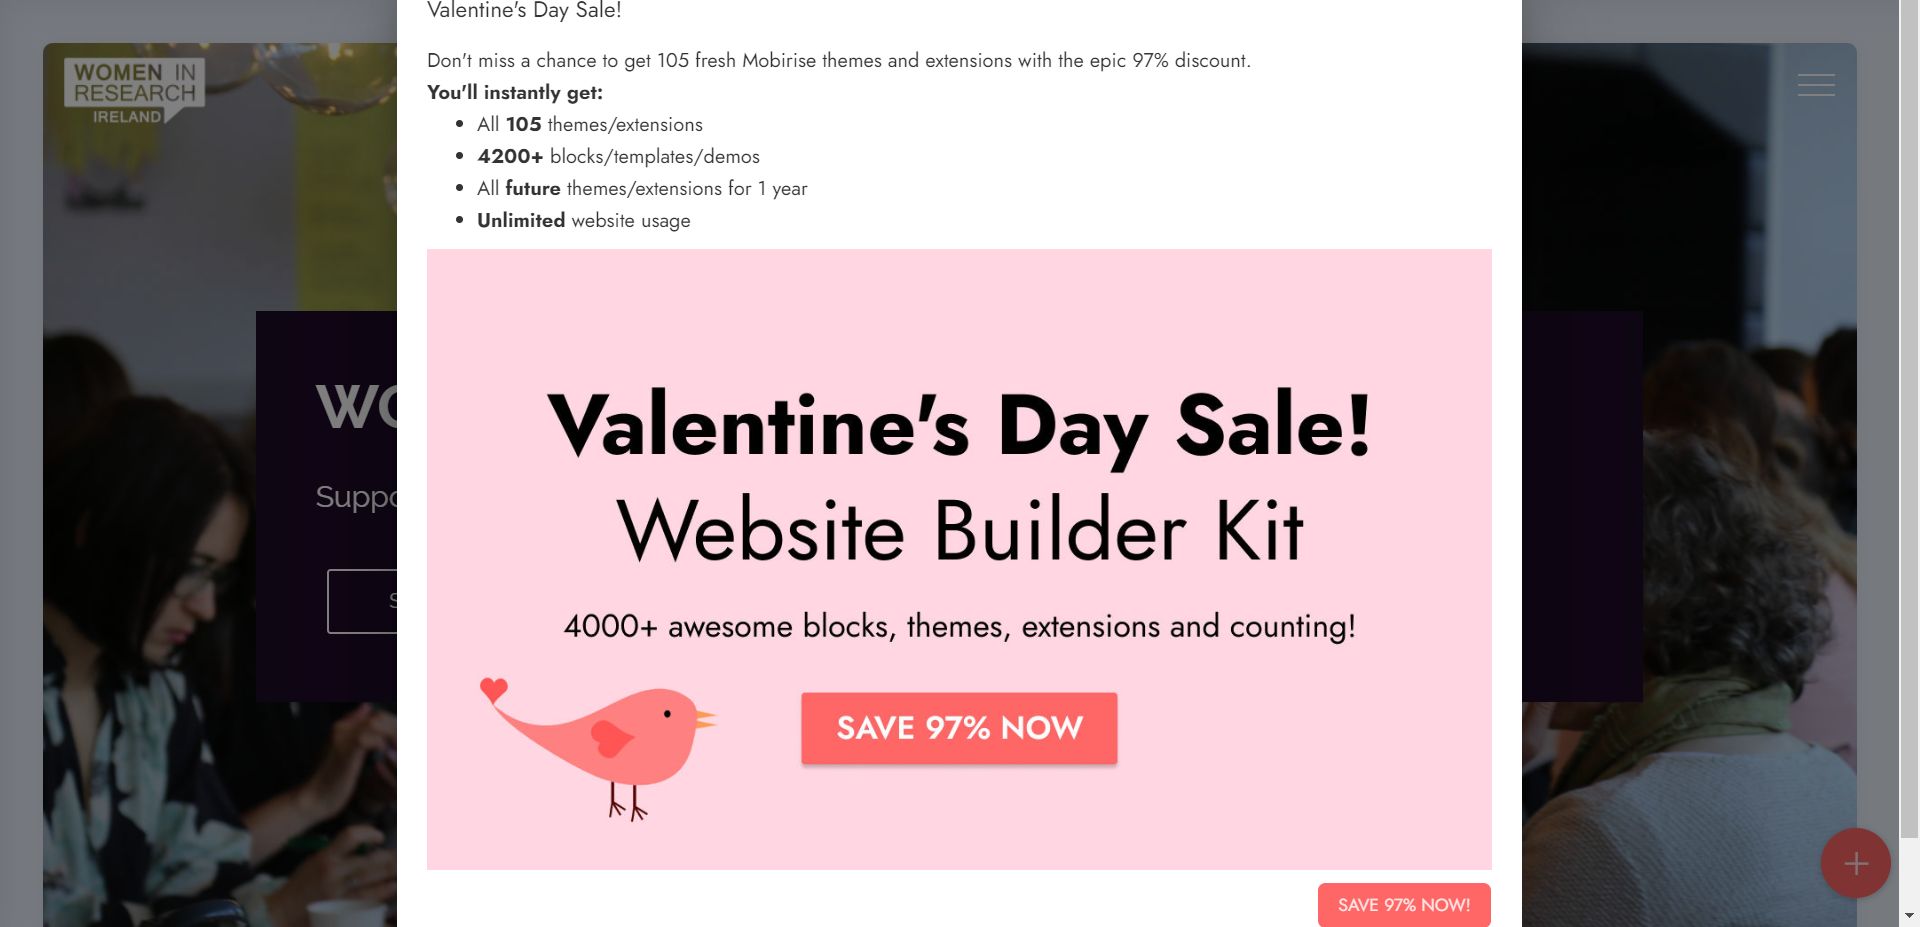 Valentine's Day Sale!
Don't miss a chance to get 105 fresh Mobirise themes and extensions with the epic 97% discount.
You'll instantly get:
All 105 themes/extensions
4200+ blocks/templates/demos
All future themes/extensions for 1 year
Unlimited website usage
WOMEN IN
RESEARCH
IRELAND
Valentine's Day Sale!
Website Builder Kit
4000+ awesome blocks, themes, extensions and counting!
SAVE 97% NOW
SAVE 97% NOW!